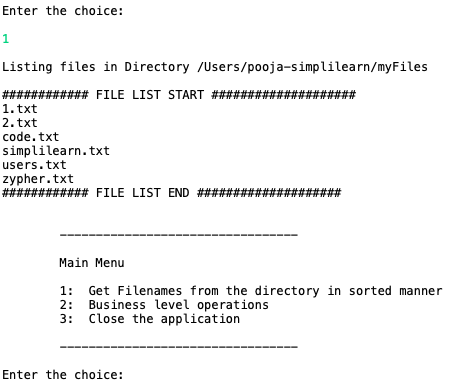 Enter the choice:
1
Listing files in Directory /Users/pooja-simplilearn/myFiles
############ FILE LIST START ####################
1.txt
2.txt
code.txt
simplilearn.txt
users.txt
zypher.txt
############ FILE LIST END ####################
---------------------------------
Main Menu
1:  Get Filenames from the directory in sorted manner
2:  Business level operations
3:  Close the application
---------------------------------
Enter the choice: